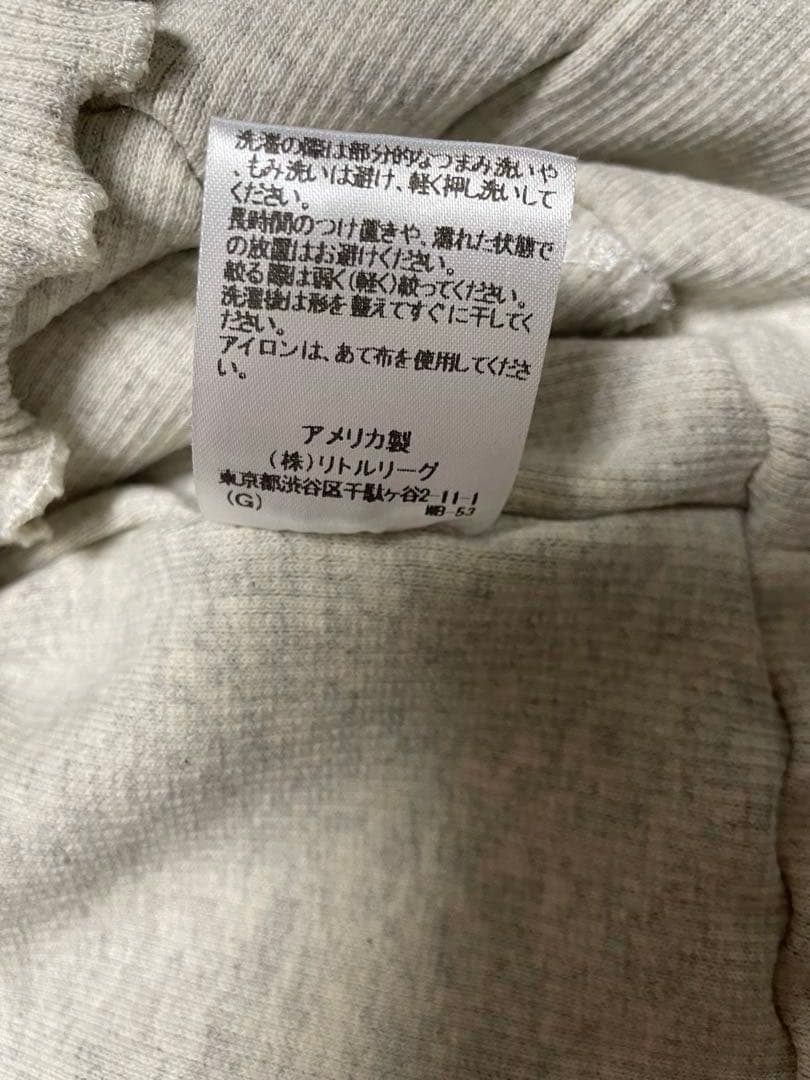 洗濯の際は部分的なつまみ洗いや
、もみ洗いは避け、軽く押し洗いして
ください。
長時間のつけ置きや、濡れた状態で
の放置はお避けください。
絞る際は弱く(軽く)絞ってください。
洗濯後は形を整えてすぐに干してく
ださい。
アイロンは、あて布を使用してくださ
い。
アメリカ製
(株)リトルリーグ
東京都渋谷区千駄ヶ谷2-11-1
(G) WB-53